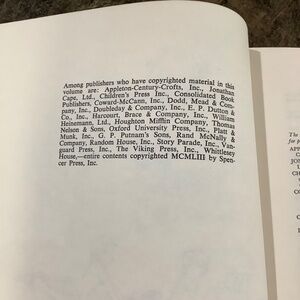 Among publishers who have copyrighted material in this
volume are: Appleton-Century-Crofts, Inc., Jonathan
Cape, Ltd., Children's Press Inc., Consolidated Book
Publishers, Coward-McCann, Inc., Dodd, Mead & Com-
pany, Inc., Doubleday & Company, Inc., E. P. Dutton &
Co., Inc., Harcourt, Brace & Company, Inc., William
Heinemann, Ltd., Houghton Mifflin Company, Thomas
Nelson & Sons, Oxford University Press, Inc., Platt &
Munk, Inc., G. P. Putnam's Sons, Rand McNally &
Company, Random House, Inc., Story Parade, Inc., Van-
guard Press, Inc., The Viking Press, Inc., Whittlesey
House,—entire contents copyrighted MCMLIII by Spen-
cer Press, Inc.
The
for p